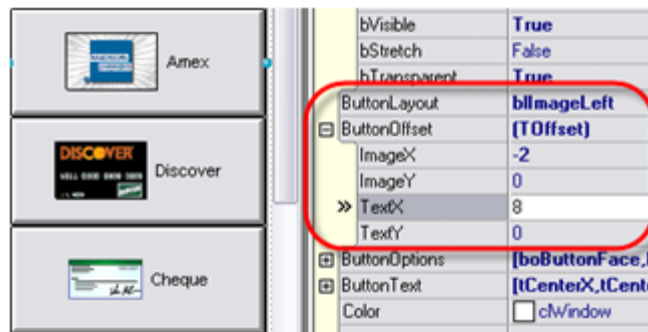 Amex
DISCOVER
Discover
Cheque
bVisible True
bStretch False
bTransparent True
ButtonLayout blImageLeft
ButtonOffset (TOffset)
ImageX -2
ImageY 0
» TextX 8
TextY 0
ButtonOptions [boButtonFace,
ButtonText [tCenterX,tCent
Color clWindow